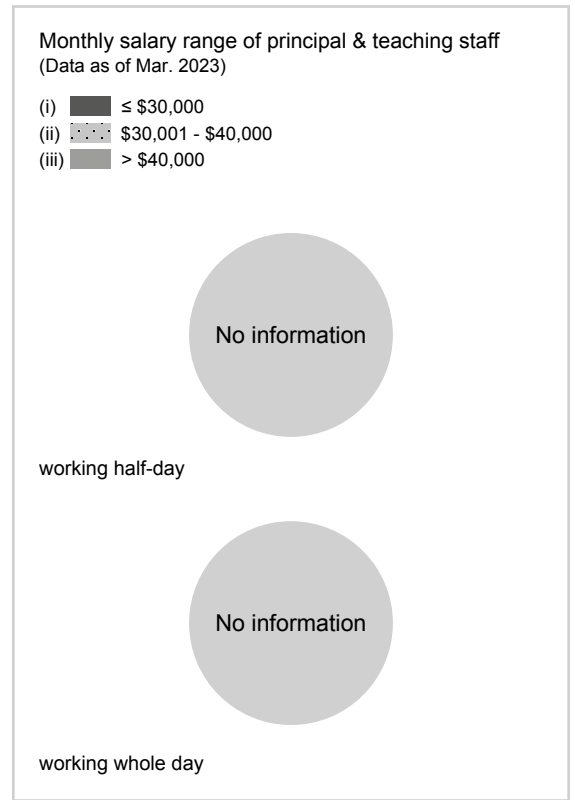 Monthly salary range of principal & teaching staff
(Data as of Mar. 2023)
(i) ≤ $30,000
(ii) $30,001 - $40,000
(iii) > $40,000
No information
working half-day
No information
working whole day